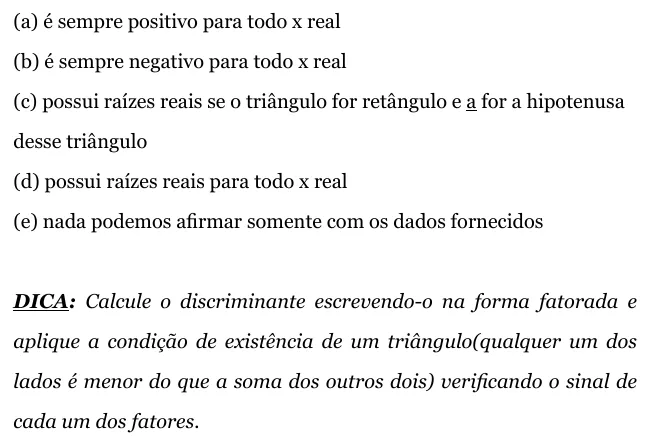 (a) é sempre positivo para todo x real
(b) é sempre negativo para todo x real
(c) possui raízes reais se o triângulo for retângulo e a for a hipotenusa
desse triângulo
(d) possui raízes reais para todo x real
(e) nada podemos afirmar somente com os dados fornecidos
DICA: Calcule o discriminante escrevendo-o na forma fatorada e
aplique a condição de existência de um triângulo(qualquer um dos
lados é menor do que a soma dos outros dois) verificando o sinal de
cada um dos fatores.